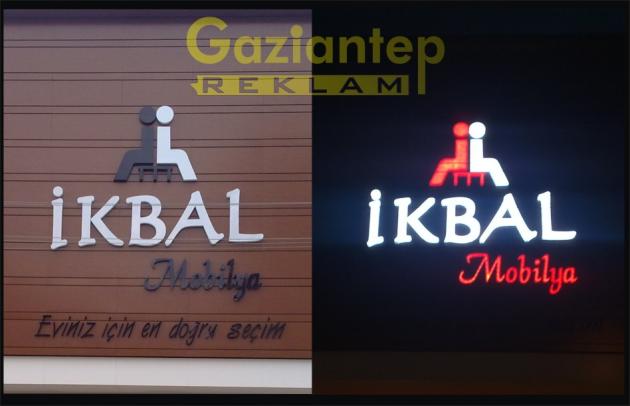 Gaziantep
REKLAM
İKBAL
Mobilya
Eviniz için en doğru seçim
İKBAL
Mobilya